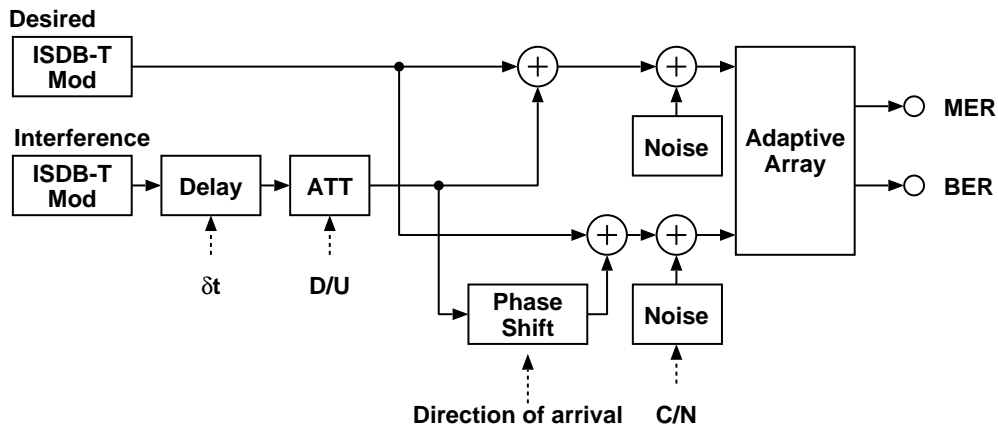 Desired
ISDB-T
Mod
+
+
Noise
Adaptive
Array
MER
BER
Interference
ISDB-T
Mod
Delay
ATT
δt
D/U
+
+
Phase
Shift
Noise
Direction of arrival
C/N